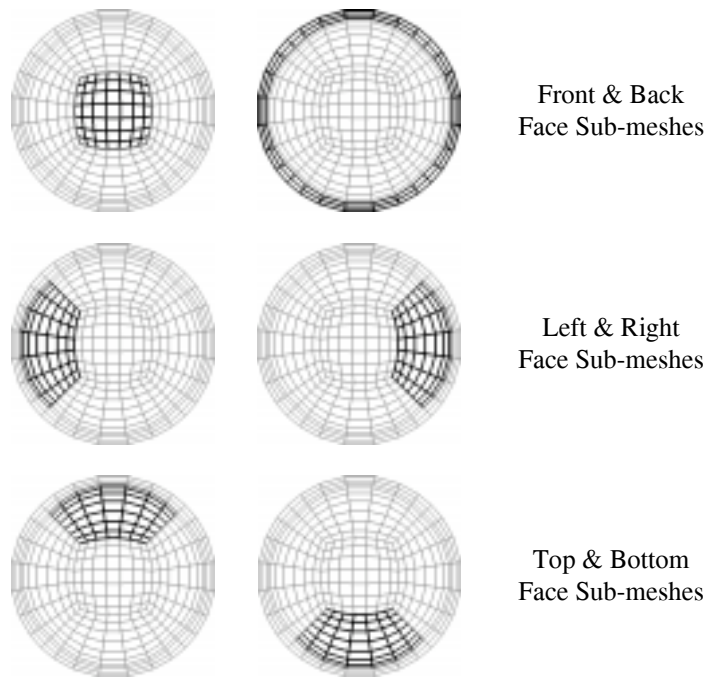 Front & Back
Face Sub-meshes
Left & Right
Face Sub-meshes
Top & Bottom
Face Sub-meshes